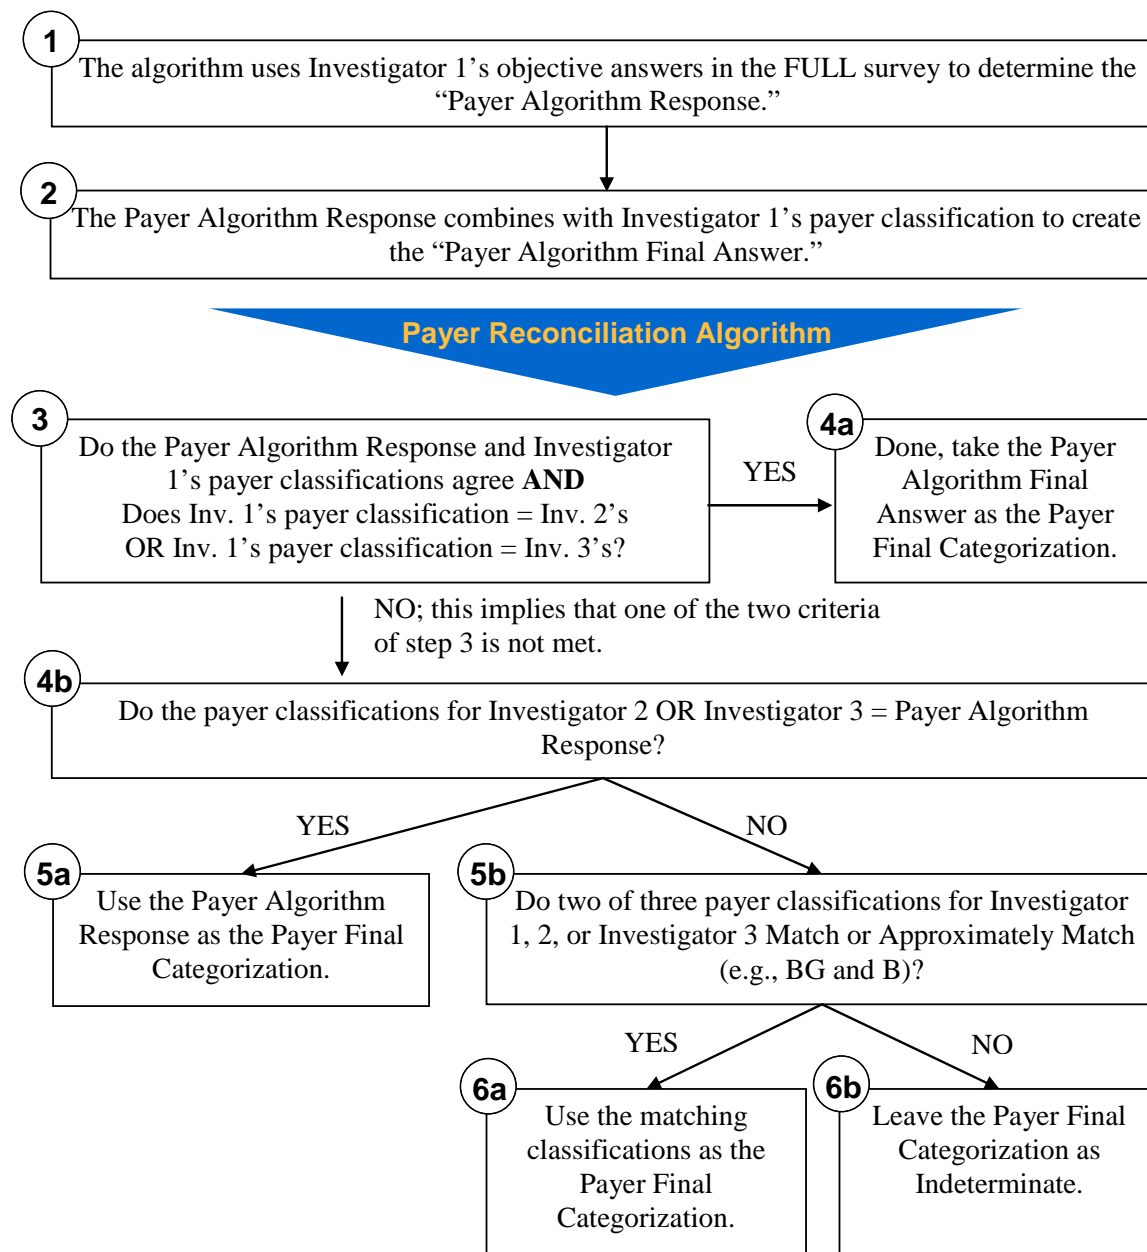 1
The algorithm uses Investigator 1’s objective answers in the FULL survey to determine the
“Payer Algorithm Response.”
2
The Payer Algorithm Response combines with Investigator 1’s payer classification to create
the “Payer Algorithm Final Answer.”
Payer Reconciliation Algorithm
3
Do the Payer Algorithm Response and Investigator
1’s payer classifications agree AND
Does Inv. 1’s payer classification = Inv. 2’s
OR Inv. 1’s payer classification = Inv. 3’s?
YES
4a
Done, take the Payer
Algorithm Final
Answer as the Payer
Final Categorization.
NO; this implies that one of the two criteria
of step 3 is not met.
4b
Do the payer classifications for Investigator 2 OR Investigator 3 = Payer Algorithm
Response?
YES
NO
5a
Use the Payer Algorithm
Response as the Payer Final
Categorization.
5b
Do two of three payer classifications for Investigator
1, 2, or Investigator 3 Match or Approximately Match
(e.g., BG and B)?
YES
NO
6a
Use the matching
classifications as the
Payer Final
Categorization.
6b
Leave the Payer Final
Categorization as
Indeterminate.